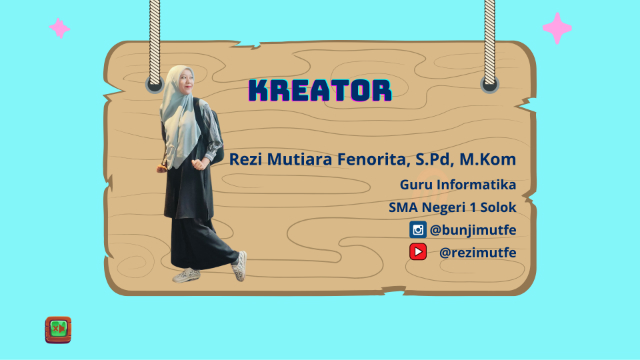 KREATOR
Rezi Mutiara Fenorita, S.Pd, M.Kom
Guru Informatika
SMA Negeri 1 Solok
@bunjimutfe
@rezimutfe